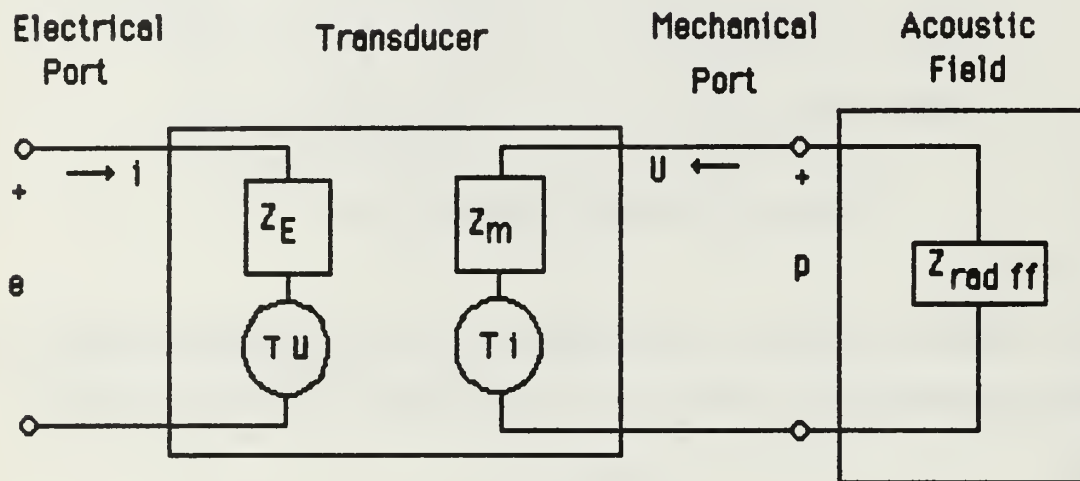 Electrical
Port
Transducer
Mechanical
Port
Acoustic
Field
+
i
e
Z_E
T U
Z_m
T i
U
+
p
Z_rad ff